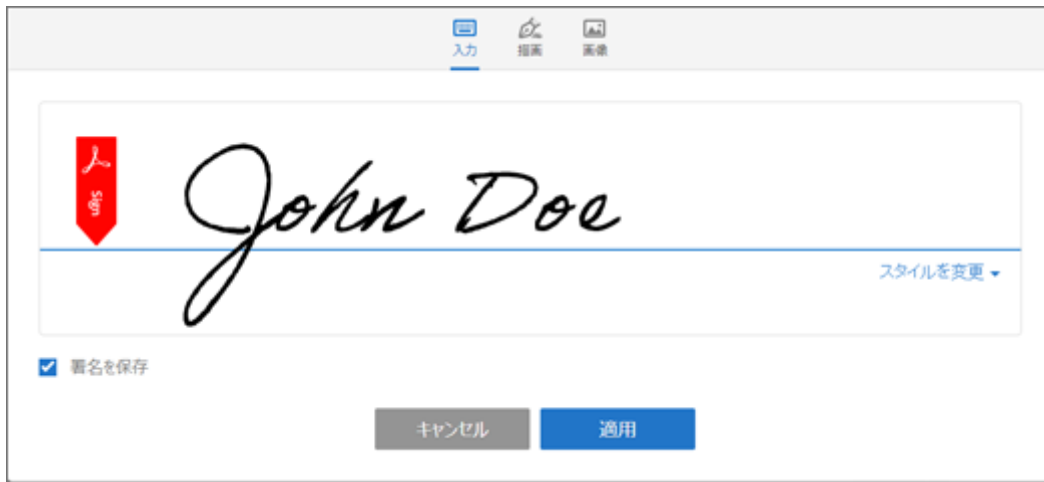 入力 描画 画像
Sign
John Doe
スタイルを変更
署名を保存
キャンセル 適用